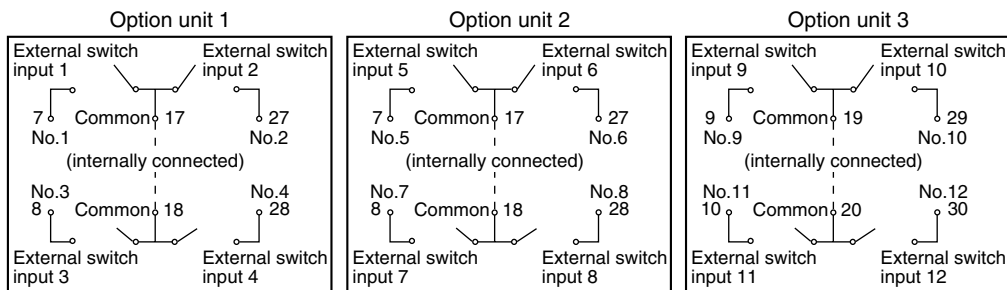 Option unit 1
External switch
input 1
External switch
input 2
7
Common
17
27
No.1
No.2
(internally connected)
No.3
No.4
8
Common
18
28
External switch
input 3
External switch
input 4
Option unit 2
External switch
input 5
External switch
input 6
7
Common
17
27
No.5
No.6
(internally connected)
No.7
No.8
8
Common
18
28
External switch
input 7
External switch
input 8
Option unit 3
External switch
input 9
External switch
input 10
9
Common
19
29
No.9
No.10
(internally connected)
No.11
No.12
10
Common
20
30
External switch
input 11
External switch
input 12